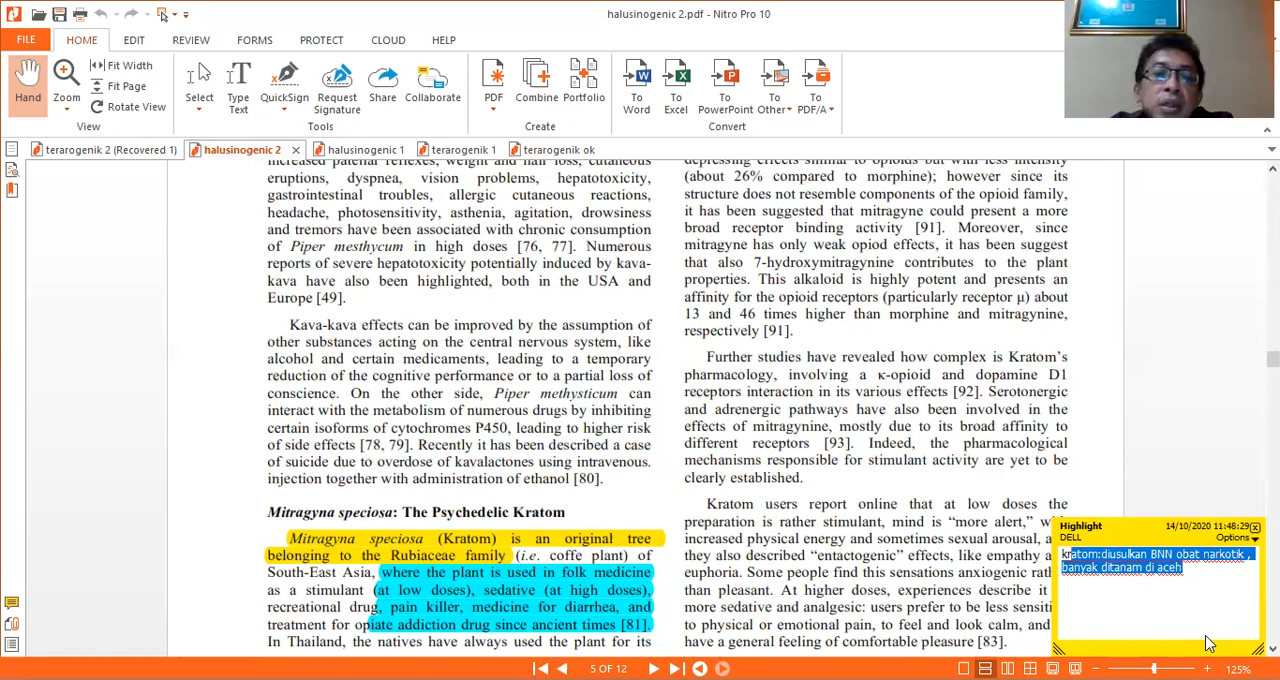 halusinogenic 2.pdf - Nitro Pro 10
FILE
HOME
EDIT
REVIEW
FORMS
PROTECT
CLOUD
HELP
Hand
Zoom
Fit Width
Fit Page
Rotate View
View
Select
Type
Text
QuickSign
Request
Signature
Share
Collaborate
Tools
PDF
Combine
Portfolio
Create
To
Word
To
Excel
To
PowerPoint
To
Other
To
PDF/A
Convert
terarogenik 2 (Recovered 1)
halusinogenic 2
halusinogenic 1
terarogenik 1
terarogenik ok
increased patellar reflexes, weight and hair loss, cutaneous
eruptions, dyspnea, vision problems, hepatotoxicity,
gastrointestinal troubles, allergic cutaneous reactions,
headache, photosensitivity, asthenia, agitation, drowsiness
and tremors have been associated with chronic consumption
of Piper mesthycum in high doses [76, 77]. Numerous
reports of severe hepatotoxicity potentially induced by kava-
kava have also been highlighted, both in the USA and
Europe [49].
Kava-kava effects can be improved by the assumption of
other substances acting on the central nervous system, like
alcohol and certain medicaments, leading to a temporary
reduction of the cognitive performance or to a partial loss of
conscience. On the other side, Piper methysticum can
interact with the metabolism of numerous drugs by inhibiting
certain isoforms of cytochromes P450, leading to higher risk
of side effects [78, 79]. Recently it has been described a case
of suicide due to overdose of kavalactones using intravenous.
injection together with administration of ethanol [80].
Mitragyna speciosa: The Psychedelic Kratom
Mitragyna speciosa (Kratom) is an original tree
belonging to the Rubiaceae family (i.e. coffe plant) of
South-East Asia, where the plant is used in folk medicine
as a stimulant (at low doses), sedative (at high doses),
recreational drug, pain killer, medicine for diarrhea, and
treatment for opiate addiction drug since ancient times [81].
In Thailand, the natives have always used the plant for its
depressing effects similar to opioids but with less intensity
(about 26% compared to morphine); however since its
structure does not resemble components of the opioid family,
it has been suggested that mitragyne could present a more
broad receptor binding activity [91]. Moreover, since
mitragyne has only weak opiod effects, it has been suggest
that also 7-hydroxymitragynine contributes to the plant
properties. This alkaloid is highly potent and presents an
affinity for the opioid receptors (particularly receptor μ) about
13 and 46 times higher than morphine and mitragynine,
respectively [91].
Further studies have revealed how complex is Kratom's
pharmacology, involving a κ-opioid and dopamine D1
receptors interaction in its various effects [92]. Serotonergic
and adrenergic pathways have also been involved in the
effects of mitragynine, mostly due to its broad affinity to
different receptors [93]. Indeed, the pharmacological
mechanisms responsible for stimulant activity are yet to be
clearly established.
Kratom users report online that at low doses the
preparation is rather stimulant, mind is "more alert,"
increased physical energy and sometimes sexual arousal,
they also described "entactogenic" effects, like empathy
euphoria. Some people find this sensations anxiogenic
than pleasant. At higher doses, experiences describe it
more sedative and analgesic: users prefer to be less
to physical or emotional pain, to feel and look calm,
have a general feeling of comfortable pleasure [83].
Highlight
14/10/2020 11:48:29
DELL
Options
kratom:diusulkan BNN obat narkotik ,
banyak ditanam di aceh
5 OF 12
125%